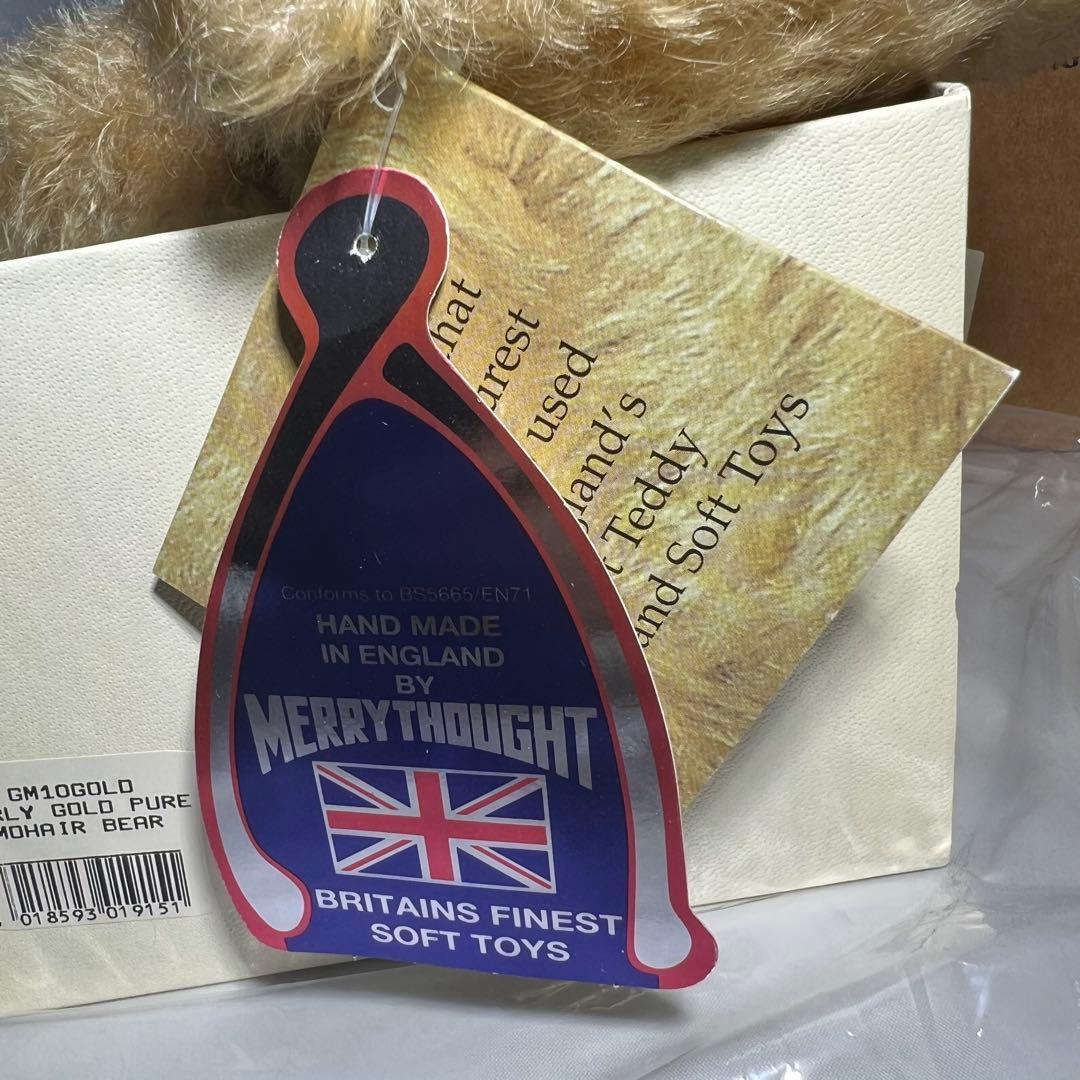 hat
urest
used
land's
t Teddy
and Soft Toys
Conforms to BS5665/EN71
HAND MADE
IN ENGLAND
BY
MERRYTHOUGHT
BRITAINS FINEST
SOFT TOYS
GM10GOLD
RLY GOLD PURE
MOHAIR BEAR
018593 019151